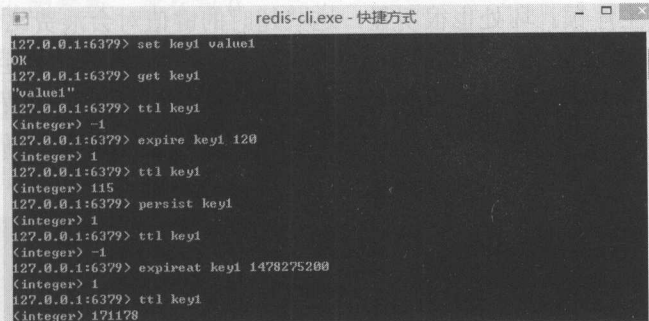 redis-cli.exe - 快捷方式
127.0.0.1:6379> set key1 value1
OK
127.0.0.1:6379> get key1
"value1"
127.0.0.1:6379> ttl key1
(integer) -1
127.0.0.1:6379> expire key1 120
(integer) 1
127.0.0.1:6379> ttl key1
(integer) 115
127.0.0.1:6379> persist key1
(integer) 1
127.0.0.1:6379> ttl key1
(integer) -1
127.0.0.1:6379> expireat key1 1478275200
(integer) 1
127.0.0.1:6379> ttl key1
(integer) 171178